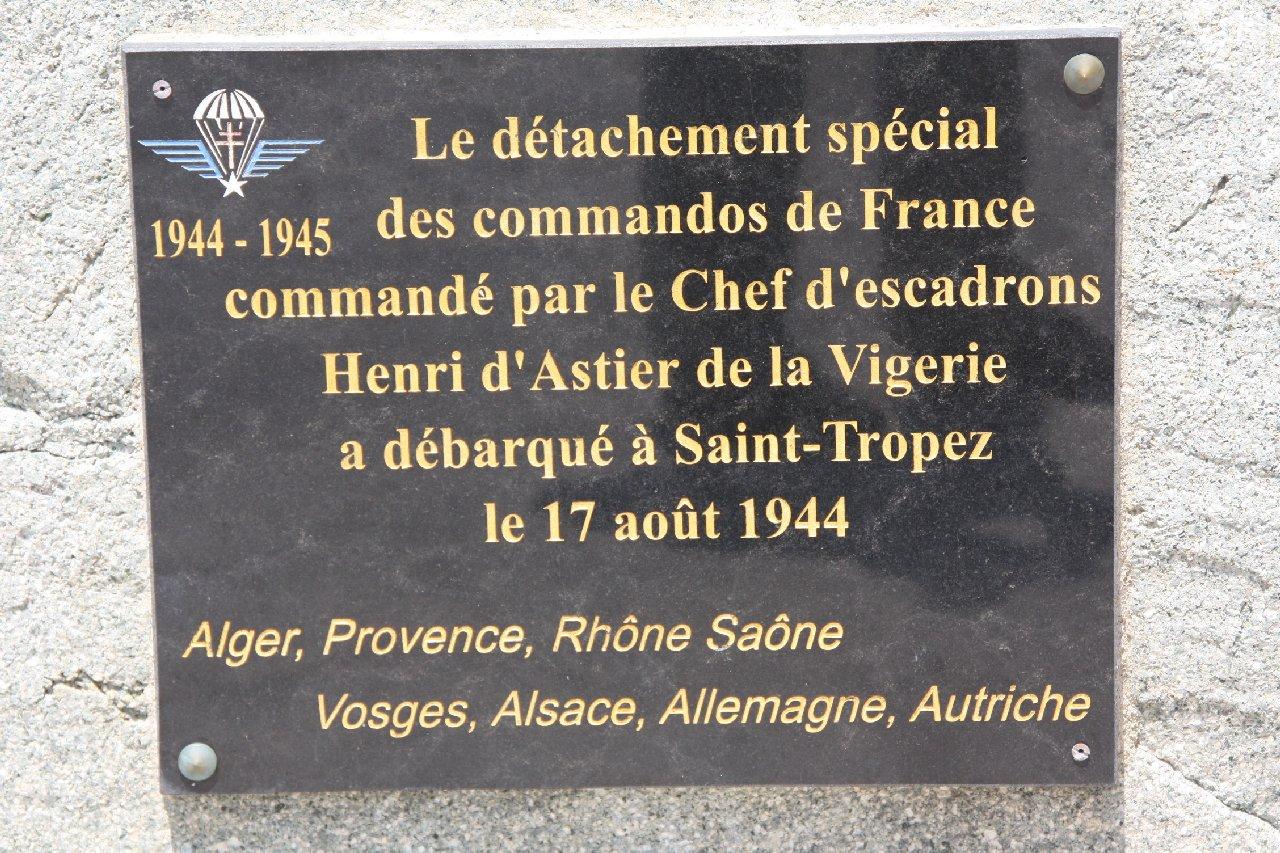 Le détachement spécial
des commandos de France
1944 - 1945
commandé par le Chef d'escadrons
Henri d'Astier de la Vigerie
a débarqué à Saint-Tropez
le 17 août 1944
Alger, Provence, Rhône Saône
Vosges, Alsace, Allemagne, Autriche